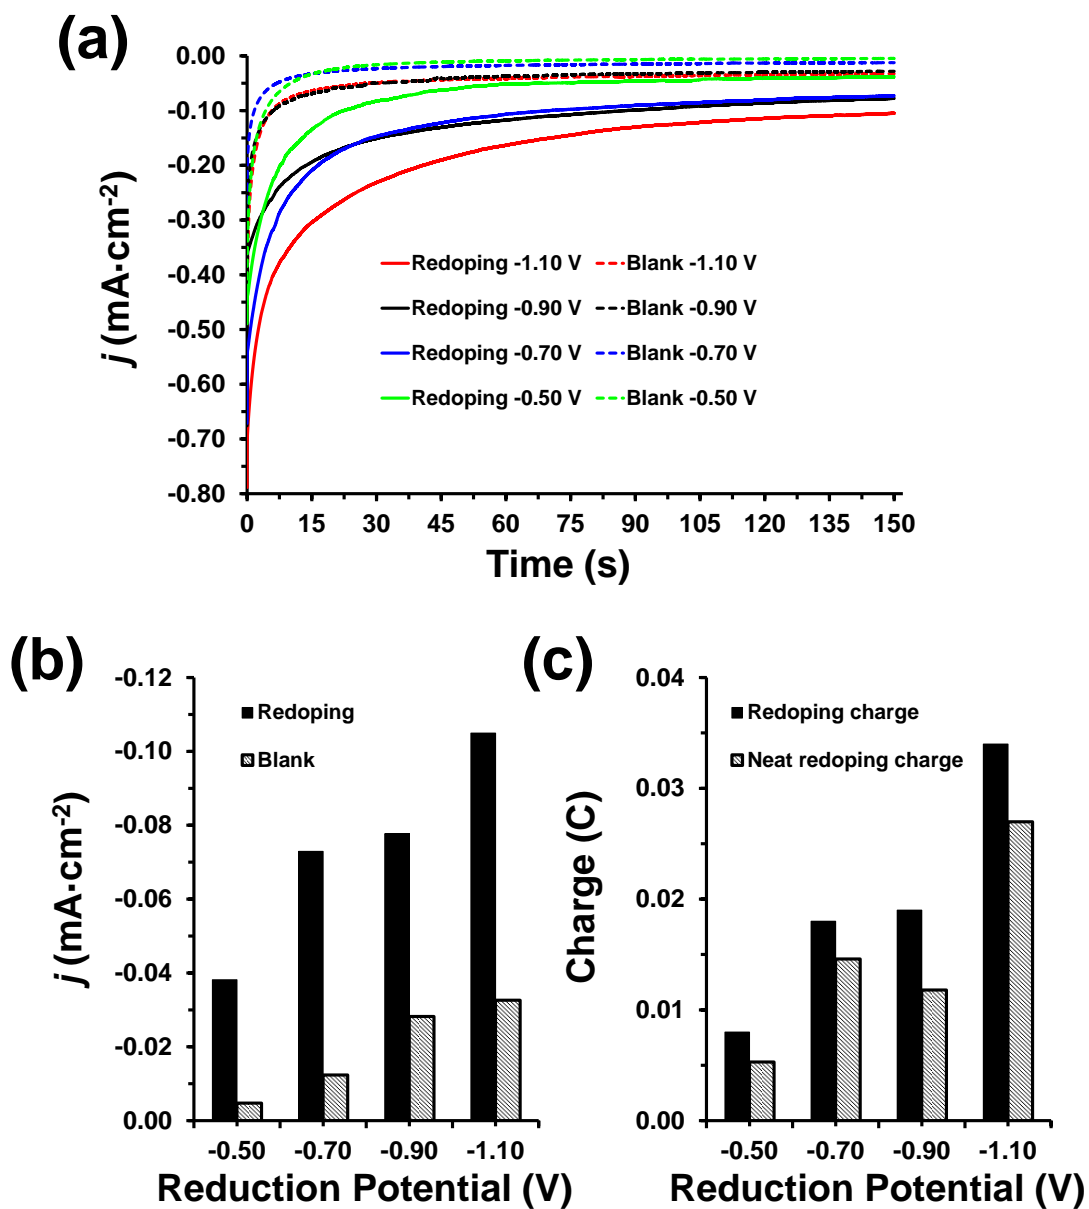 (a)
0.00
-0.10
-0.20
-0.30
-0.40
-0.50
-0.60
-0.70
-0.80
j (mA·cm-2)
Redoping -1.10 V
Blank -1.10 V
Redoping -0.90 V
Blank -0.90 V
Redoping -0.70 V
Blank -0.70 V
Redoping -0.50 V
Blank -0.50 V
0 15 30 45 60 75 90 105 120 135 150
Time (s)
(b)
-0.12
-0.10
-0.08
-0.06
-0.04
-0.02
0.00
j (mA·cm-2)
Redoping
Blank
-0.50 -0.70 -0.90 -1.10
Reduction Potential (V)
(c)
0.04
0.03
0.02
0.01
0.00
Charge (C)
Redoping charge
Neat redoping charge
-0.50 -0.70 -0.90 -1.10
Reduction Potential (V)